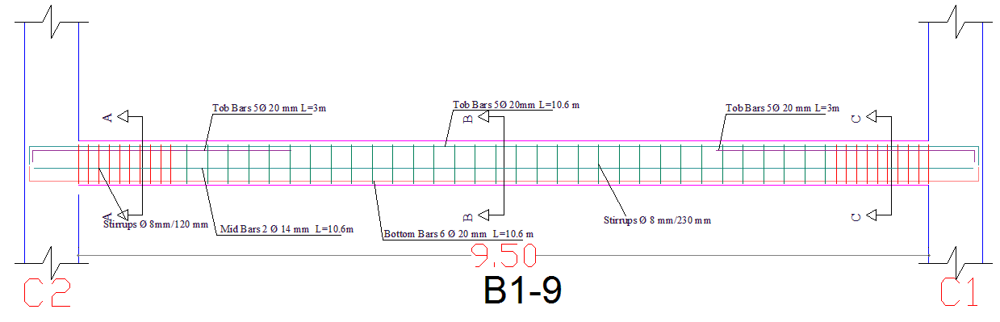 Tob Bars 5Ø 20 mm L=3m
Tob Bars 5Ø 20mm L=10.6 m
Tob Bars 5Ø 20 mm L=3m
A
B
C
A
B
C
Stirrups Ø 8mm/120 mm
Mid Bars 2 Ø 14 mm L=10.6m
Bottom Bars 6 Ø 20 mm L=10.6 m
Stirrups Ø 8 mm/230 mm
9.50
C2
B1-9
C1